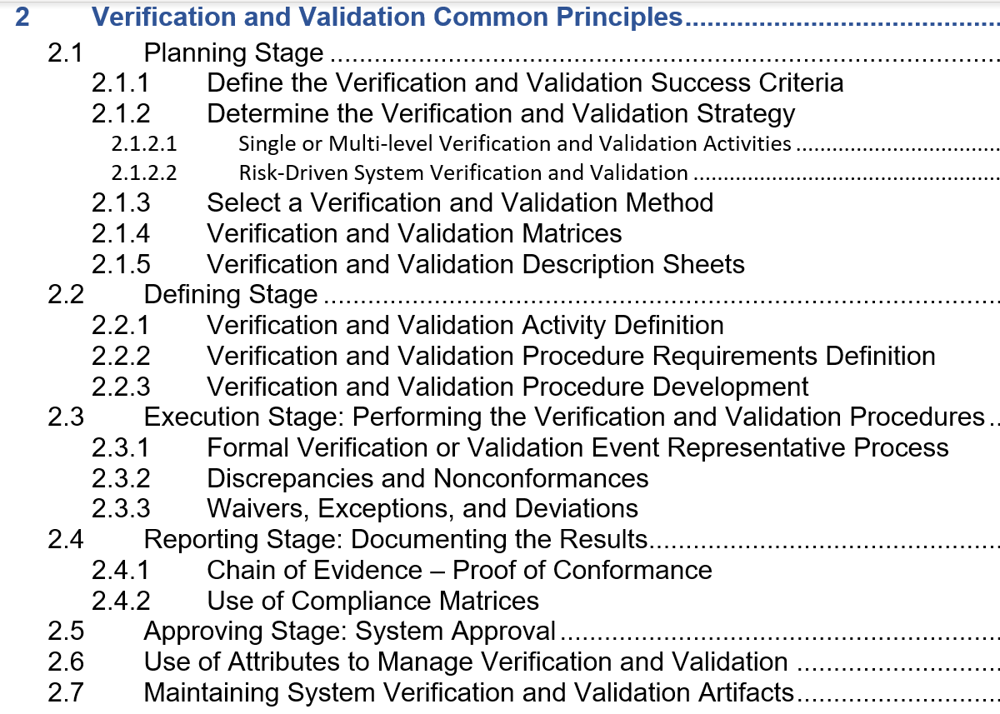 2 Verification and Validation Common Principles
2.1 Planning Stage
2.1.1 Define the Verification and Validation Success Criteria
2.1.2 Determine the Verification and Validation Strategy
2.1.2.1 Single or Multi-level Verification and Validation Activities
2.1.2.2 Risk-Driven System Verification and Validation
2.1.3 Select a Verification and Validation Method
2.1.4 Verification and Validation Matrices
2.1.5 Verification and Validation Description Sheets
2.2 Defining Stage
2.2.1 Verification and Validation Activity Definition
2.2.2 Verification and Validation Procedure Requirements Definition
2.2.3 Verification and Validation Procedure Development
2.3 Execution Stage: Performing the Verification and Validation Procedures
2.3.1 Formal Verification or Validation Event Representative Process
2.3.2 Discrepancies and Nonconformances
2.3.3 Waivers, Exceptions, and Deviations
2.4 Reporting Stage: Documenting the Results
2.4.1 Chain of Evidence – Proof of Conformance
2.4.2 Use of Compliance Matrices
2.5 Approving Stage: System Approval
2.6 Use of Attributes to Manage Verification and Validation
2.7 Maintaining System Verification and Validation Artifacts